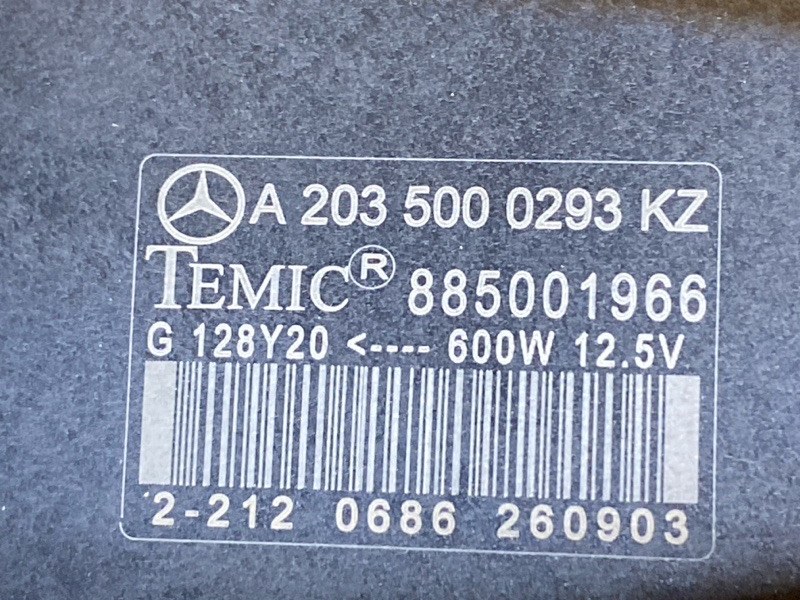 A 203 500 0293 KZ
TEMIC® 885001966
G 128Y20 <---- 600W 12.5V
2-212 0686 260903